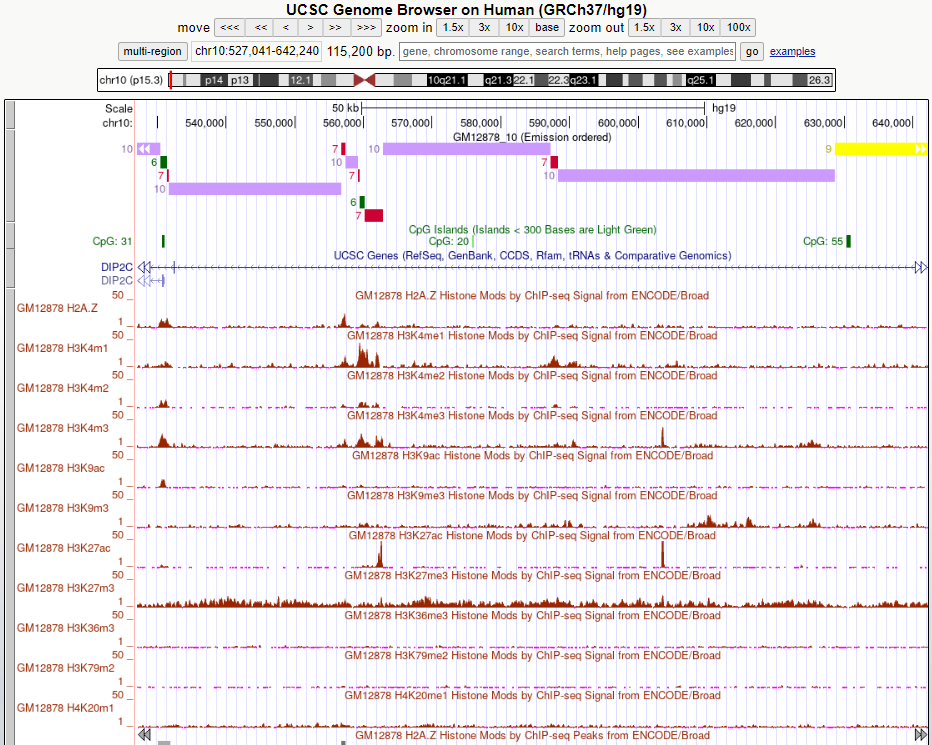 UCSC Genome Browser on Human (GRCh37/hg19)
move <<< << < > >> >>> zoom in 1.5x 3x 10x base zoom out 1.5x 3x 10x 100x
multi-region chr10:527,041-642,240 115,200 bp. gene, chromosome range, search terms, help pages, see examples go examples
chr10 (p15.3) p14 p13 12.1 10q21.1 q21.3 22.1 22.3 q23.1 q25.1 26.3
Scale 50 kb hg19
chr10: 540,000 550,000 560,000 570,000 580,000 590,000 600,000 610,000 620,000 630,000 640,000
GM12878_10 (Emission ordered)
10 7 10 9
6 10 7
7 7 10
10
6
7
CpG Islands (Islands < 300 Bases are Light Green)
CpG: 31 CpG: 20 CpG: 55
UCSC Genes (RefSeq, GenBank, CCDS, Rfam, tRNAs & Comparative Genomics)
DIP2C
DIP2C
GM12878 H2A.Z Histone Mods by ChIP-seq Signal from ENCODE/Broad
50
GM12878 H2A.Z
1
GM12878 H3K4me1 Histone Mods by ChIP-seq Signal from ENCODE/Broad
50
GM12878 H3K4m1
1
GM12878 H3K4me2 Histone Mods by ChIP-seq Signal from ENCODE/Broad
50
GM12878 H3K4m2
1
GM12878 H3K4me3 Histone Mods by ChIP-seq Signal from ENCODE/Broad
50
GM12878 H3K4m3
1
GM12878 H3K9ac Histone Mods by ChIP-seq Signal from ENCODE/Broad
50
GM12878 H3K9ac
1
GM12878 H3K9me3 Histone Mods by ChIP-seq Signal from ENCODE/Broad
50
GM12878 H3K9m3
1
GM12878 H3K27ac Histone Mods by ChIP-seq Signal from ENCODE/Broad
50
GM12878 H3K27ac
1
GM12878 H3K27me3 Histone Mods by ChIP-seq Signal from ENCODE/Broad
50
GM12878 H3K27m3
1
GM12878 H3K36me3 Histone Mods by ChIP-seq Signal from ENCODE/Broad
50
GM12878 H3K36m3
1
GM12878 H3K79me2 Histone Mods by ChIP-seq Signal from ENCODE/Broad
50
GM12878 H3K79m2
1
GM12878 H4K20me1 Histone Mods by ChIP-seq Signal from ENCODE/Broad
50
GM12878 H4K20m1
1
GM12878 H2A.Z Histone Mods by ChIP-seq Peaks from ENCODE/Broad